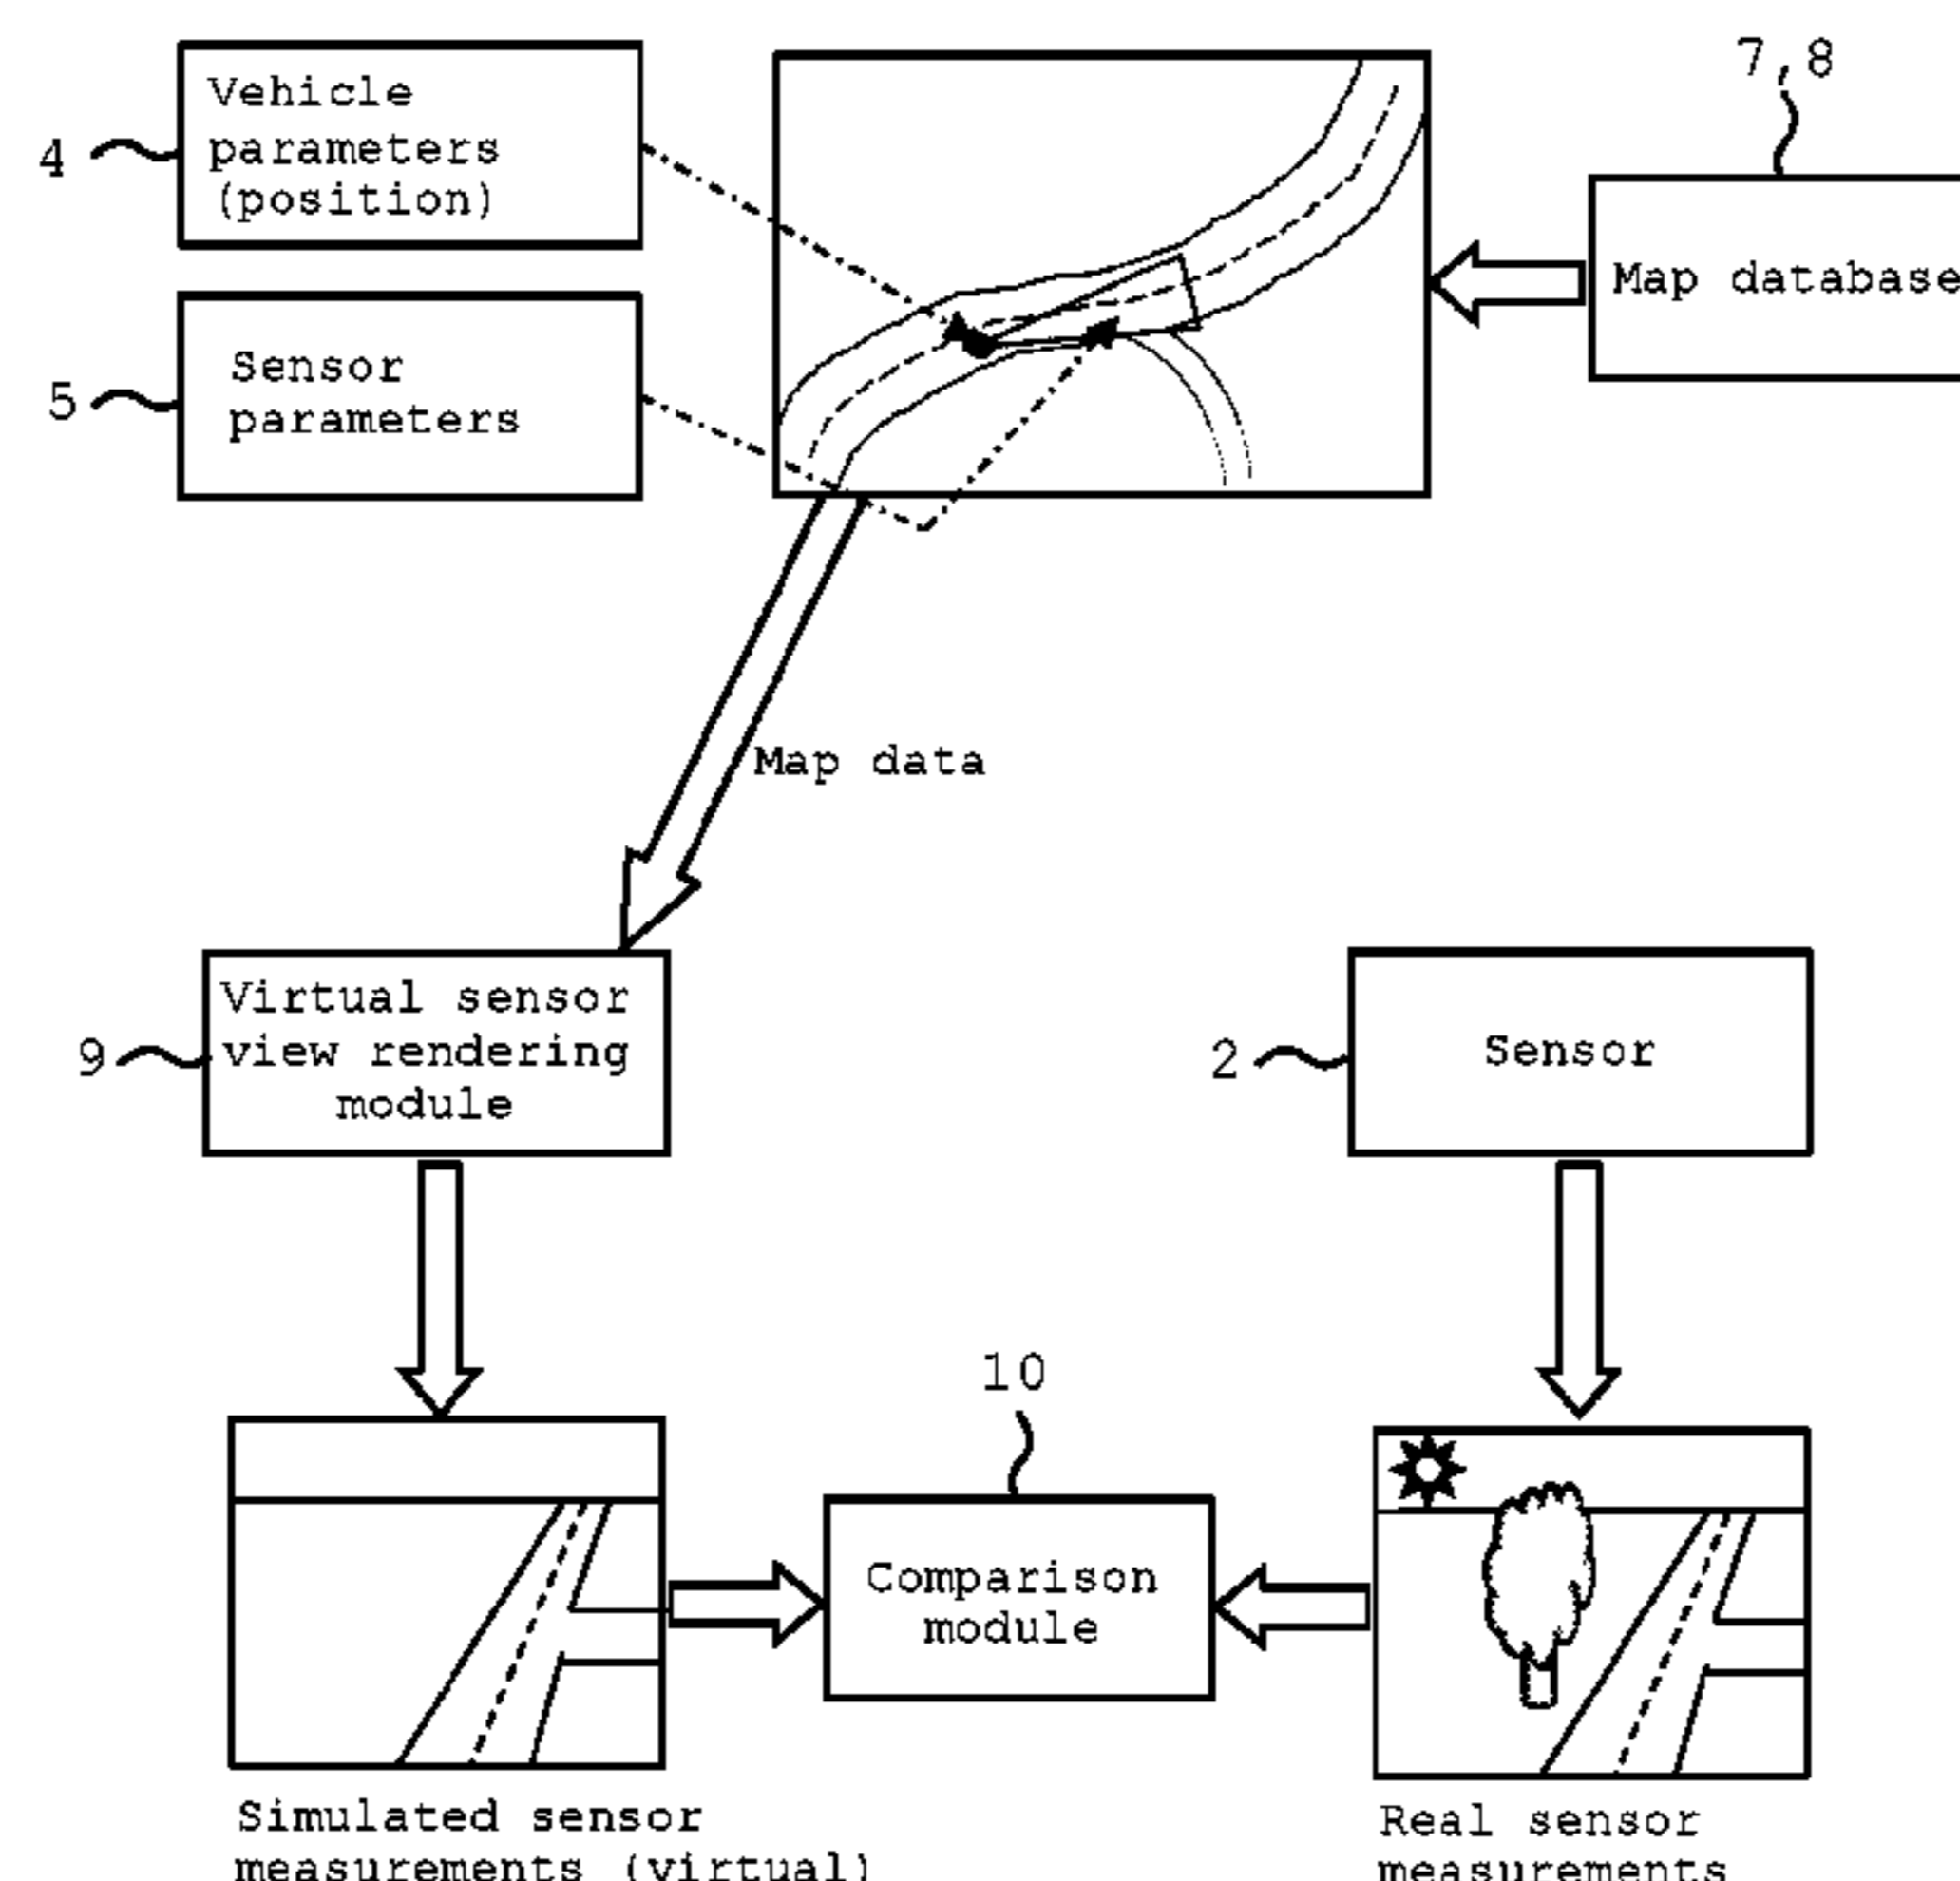 Vehicle
parameters
(position)
4
7,8
Map database
Sensor
parameters
5
Map data
Virtual sensor
view rendering
module
9
2
Sensor
10
Comparison
module
Simulated sensor
measurements (virtual)
Real sensor
measurements